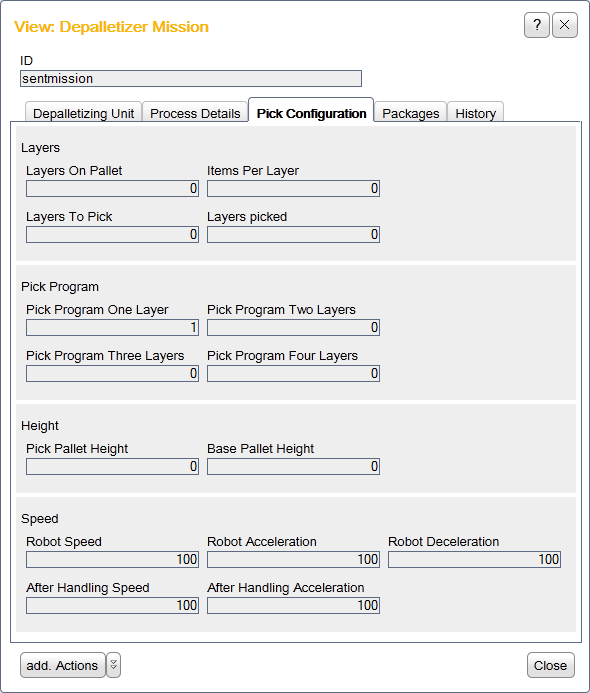 View: Depalletizer Mission
?
ID
sentmission
Depalletizing Unit Process Details Pick Configuration Packages History
Layers
Layers On Pallet Items Per Layer
0 0
Layers To Pick Layers picked
0 0
Pick Program
Pick Program One Layer Pick Program Two Layers
1 0
Pick Program Three Layers Pick Program Four Layers
0 0
Height
Pick Pallet Height Base Pallet Height
0 0
Speed
Robot Speed Robot Acceleration Robot Deceleration
100 100 100
After Handling Speed After Handling Acceleration
100 100
add. Actions Close